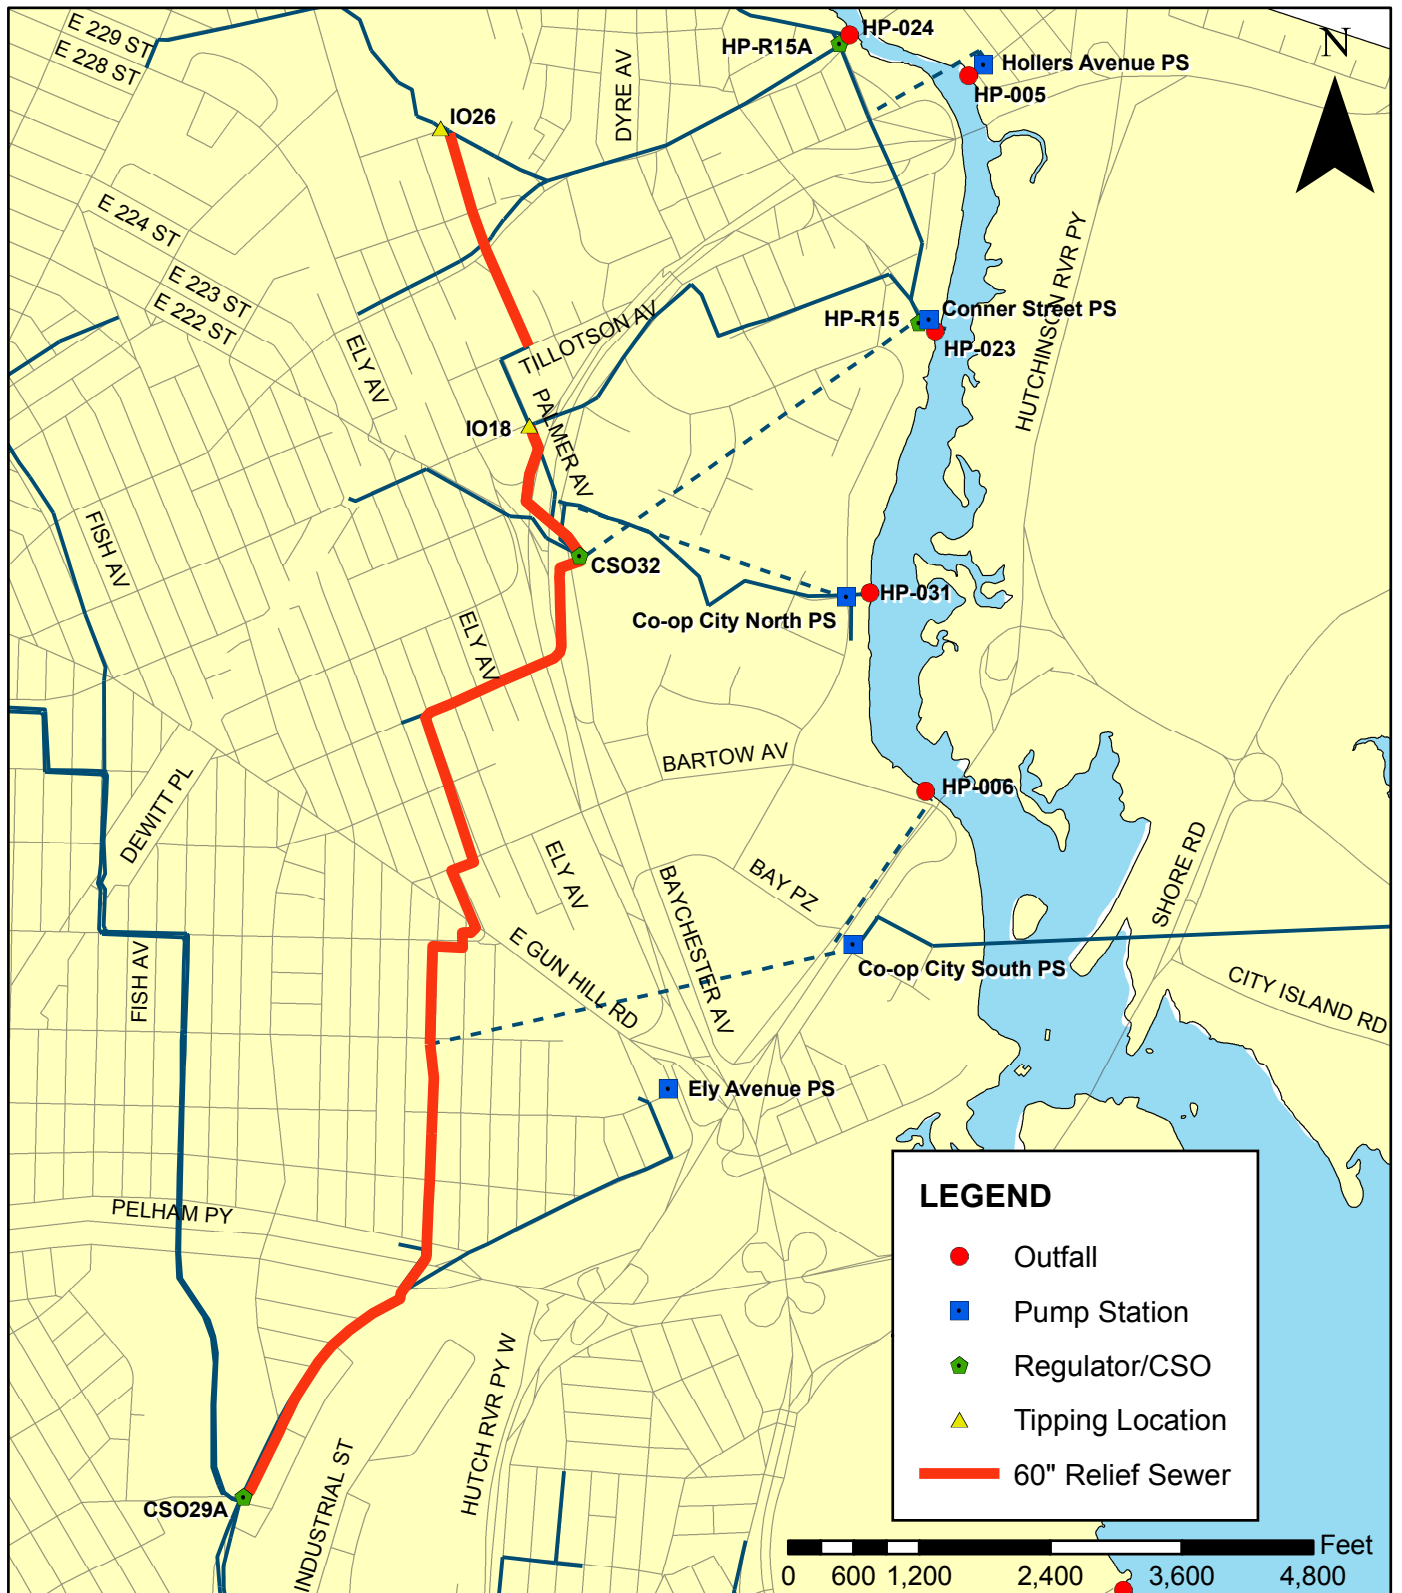 E 229 ST
E 228 ST
HP-024
HP-R15A
Hollers Avenue PS
HP-005
N
DYRE AV
IO26
E 224 ST
E 223 ST
E 222 ST
HUTCHINSON RVR PY
ELY AV
TILLOTSON AV
HP-R15
Conner Street PS
HP-023
IO18
PALMER AV
FISH AV
CSO32
HP-031
Co-op City North PS
ELY AV
BARTOW AV
HP-006
DEWITT PL
SHORE RD
ELY AV
BAY PZ
BAYCHESTER AV
E GUN HILL RD
FISH AV
Co-op City South PS
CITY ISLAND RD
Ely Avenue PS
PELHAM PY
HUTCH RVR PY W
INDUSTRIAL ST
CSO29A
LEGEND
Outfall
Pump Station
Regulator/CSO
Tipping Location
60" Relief Sewer
Feet
0 600 1,200 2,400 3,600 4,800